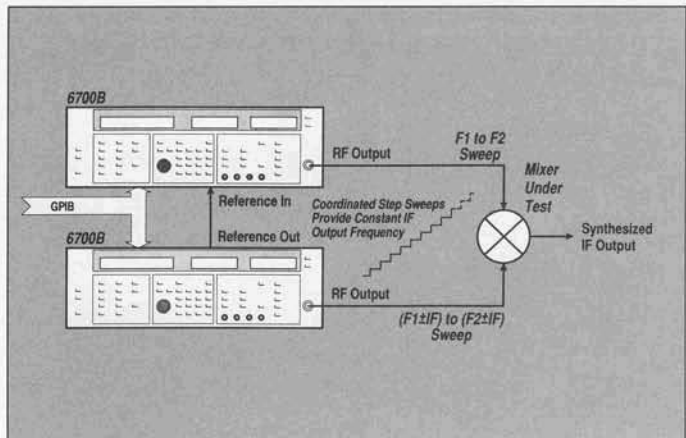 6700B
RF Output
F1 to F2
Sweep
Mixer
Under
Test
GPIB
Reference In
Reference Out
Coordinated Step Sweeps
Provide Constant IF
Output Frequency
Synthesized
IF Output
6700B
RF Output
(F1±IF) to (F2±IF)
Sweep